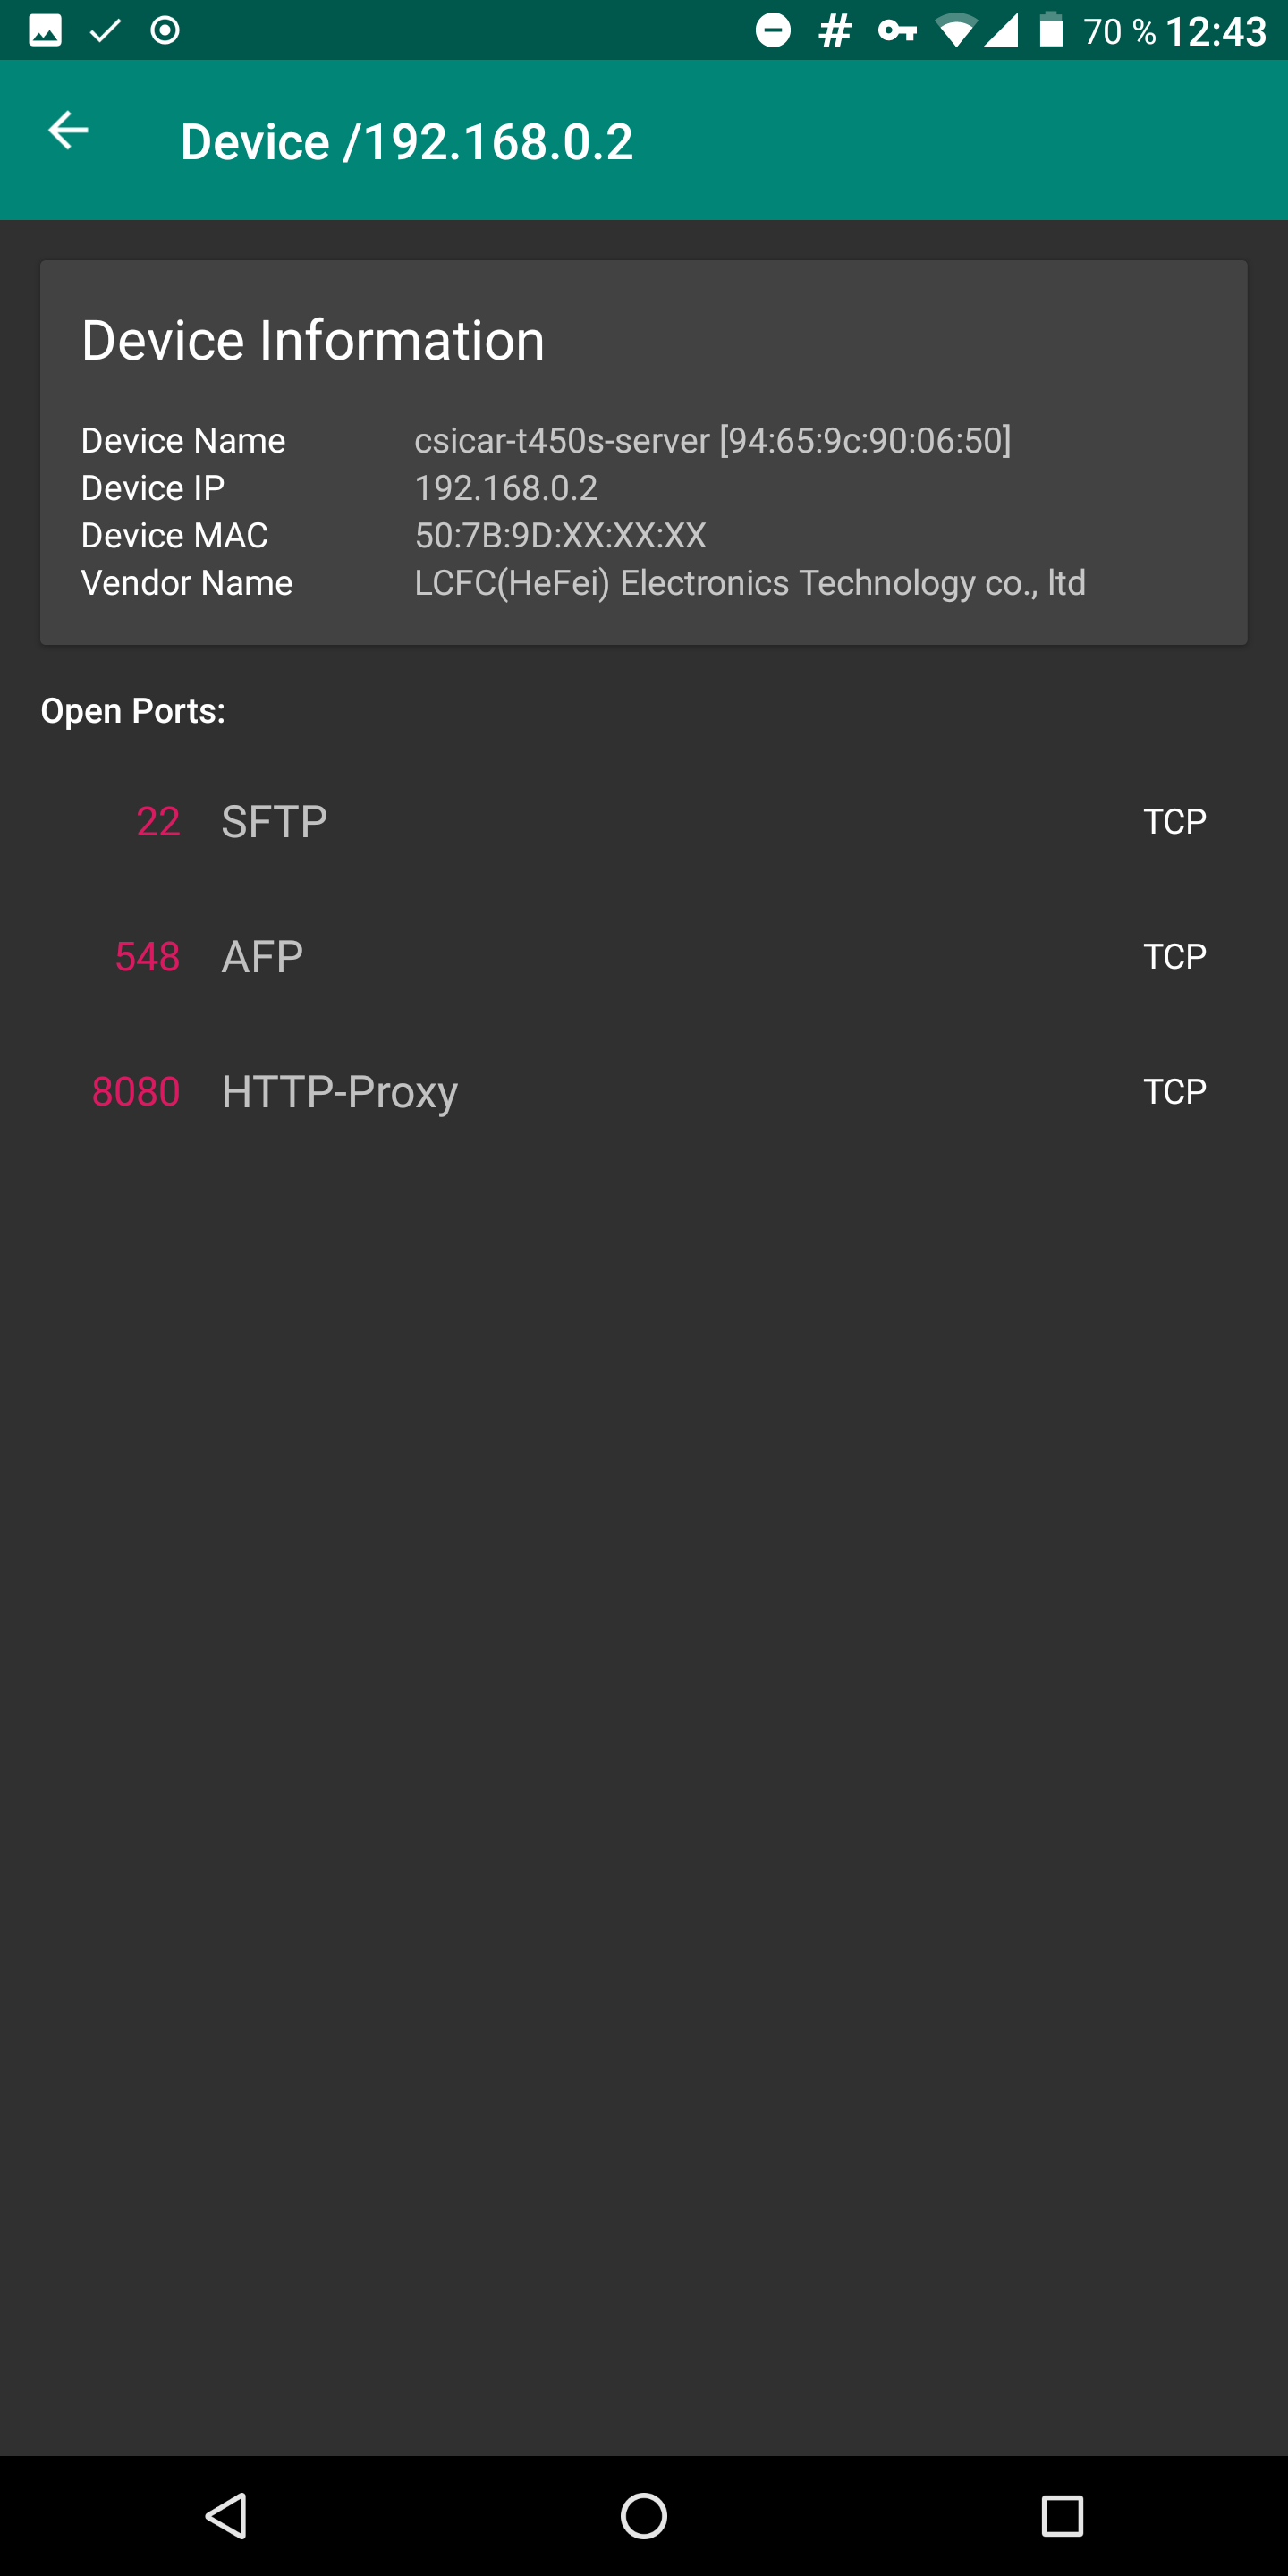 70 % 12:43
Device /192.168.0.2
Device Information
Device Name csicar-t450s-server [94:65:9c:90:06:50]
Device IP 192.168.0.2
Device MAC 50:7B:9D:XX:XX:XX
Vendor Name LCFC(HeFei) Electronics Technology co., ltd
Open Ports:
22 SFTP TCP
548 AFP TCP
8080 HTTP-Proxy TCP